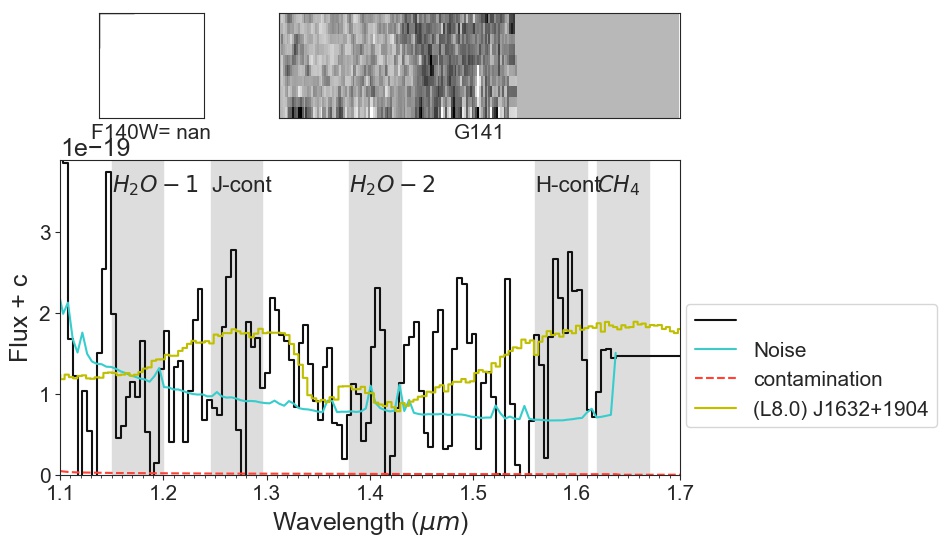 F140W= nan
G141
1e−19
H₂O − 1 J-cont H₂O − 2 H-cont CH₄
3
2
1
0
Flux + c
1.1 1.2 1.3 1.4 1.5 1.6 1.7
Wavelength (μm)
Noise
contamination
(L8.0) J1632+1904